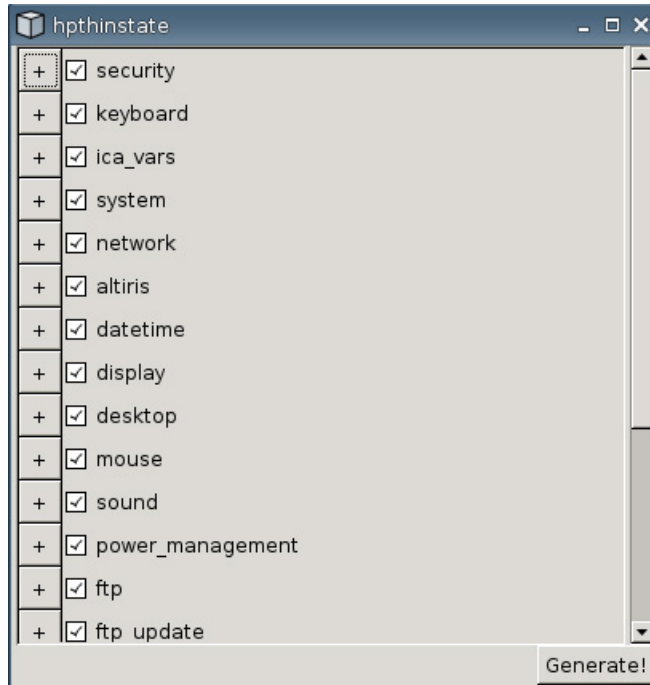 hpthinstate
+ security
+ keyboard
+ ica_vars
+ system
+ network
+ altiris
+ datetime
+ display
+ desktop
+ mouse
+ sound
+ power_management
+ ftp
+ ftp_update
Generate!